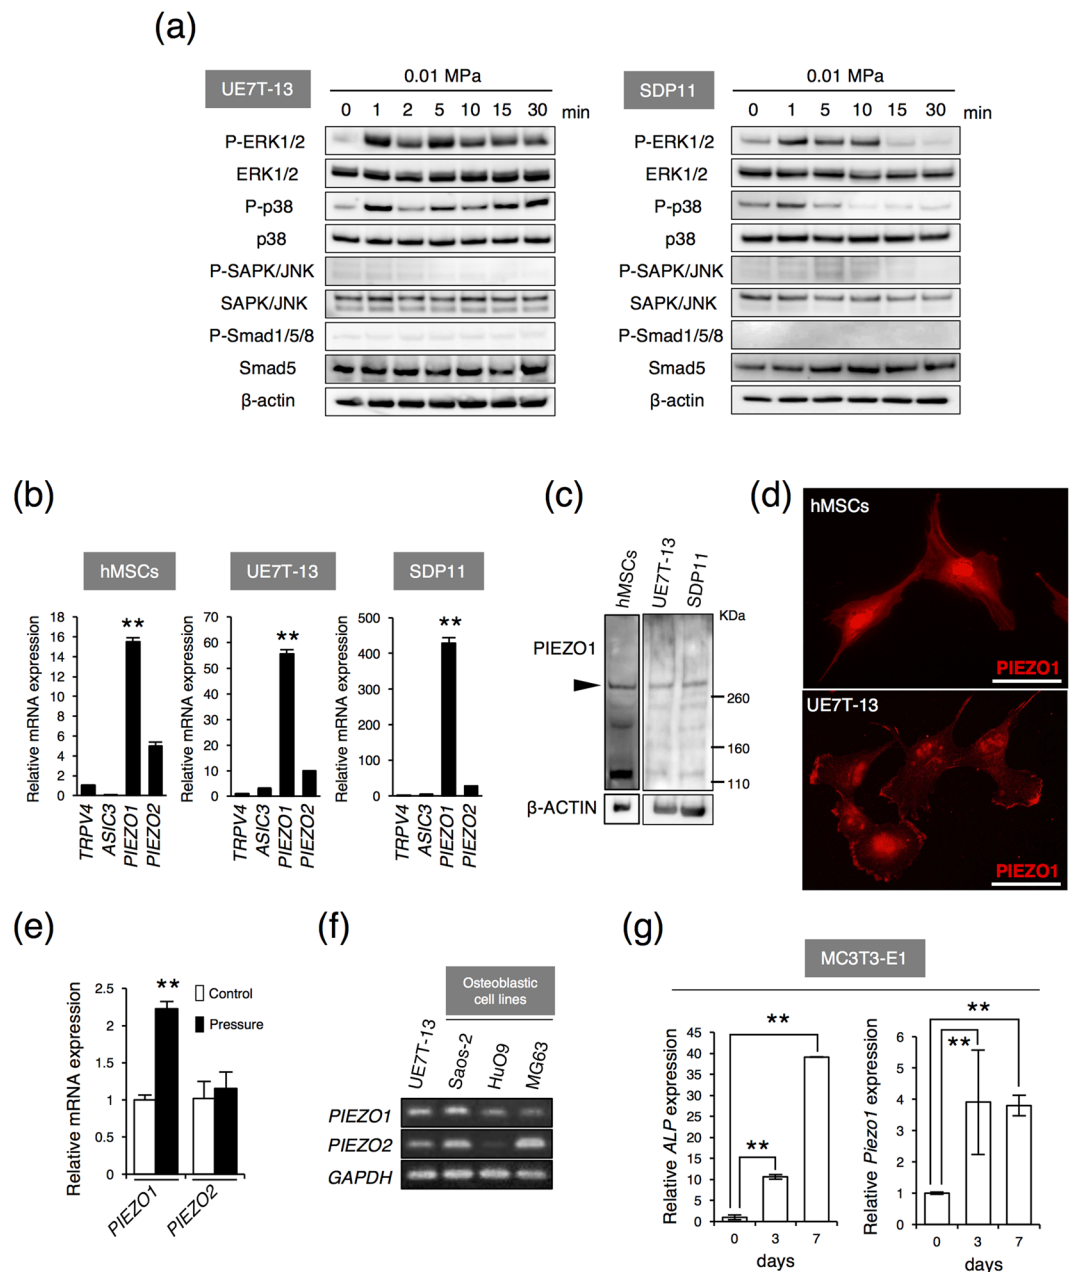 (a)
UE7T-13
0.01 MPa
0 1 2 5 10 15 30 min
P-ERK1/2
ERK1/2
P-p38
p38
P-SAPK/JNK
SAPK/JNK
P-Smad1/5/8
Smad5
β-actin
SDP11
0.01 MPa
0 1 5 10 15 30 min
P-ERK1/2
ERK1/2
P-p38
p38
P-SAPK/JNK
SAPK/JNK
P-Smad1/5/8
Smad5
β-actin
(b)
hMSCs
Relative mRNA expression
18
16
14
12
10
8
6
4
2
0
**
TRPV4
ASIC3
PIEZO1
PIEZO2
UE7T-13
Relative mRNA expression
70
60
50
40
30
20
10
0
**
TRPV4
ASIC3
PIEZO1
PIEZO2
SDP11
Relative mRNA expression
500
400
300
200
100
0
**
TRPV4
ASIC3
PIEZO1
PIEZO2
(c)
hMSCs
UE7T-13
SDP11
KDa
PIEZO1
260
160
110
β-ACTIN
(d)
hMSCs
PIEZO1
UE7T-13
PIEZO1
(e)
Relative mRNA expression
2.5
2
1.5
1
0.5
0
**
Control
Pressure
PIEZO1
PIEZO2
(f)
Osteoblastic
cell lines
UE7T-13
Saos-2
HuO9
MG63
PIEZO1
PIEZO2
GAPDH
(g)
MC3T3-E1
Relative ALP expression
45
40
35
30
25
20
15
10
5
0
**
**
0 3 7
days
Relative Piezo1 expression
6
5
4
3
2
1
0
**
**
0 3 7
days